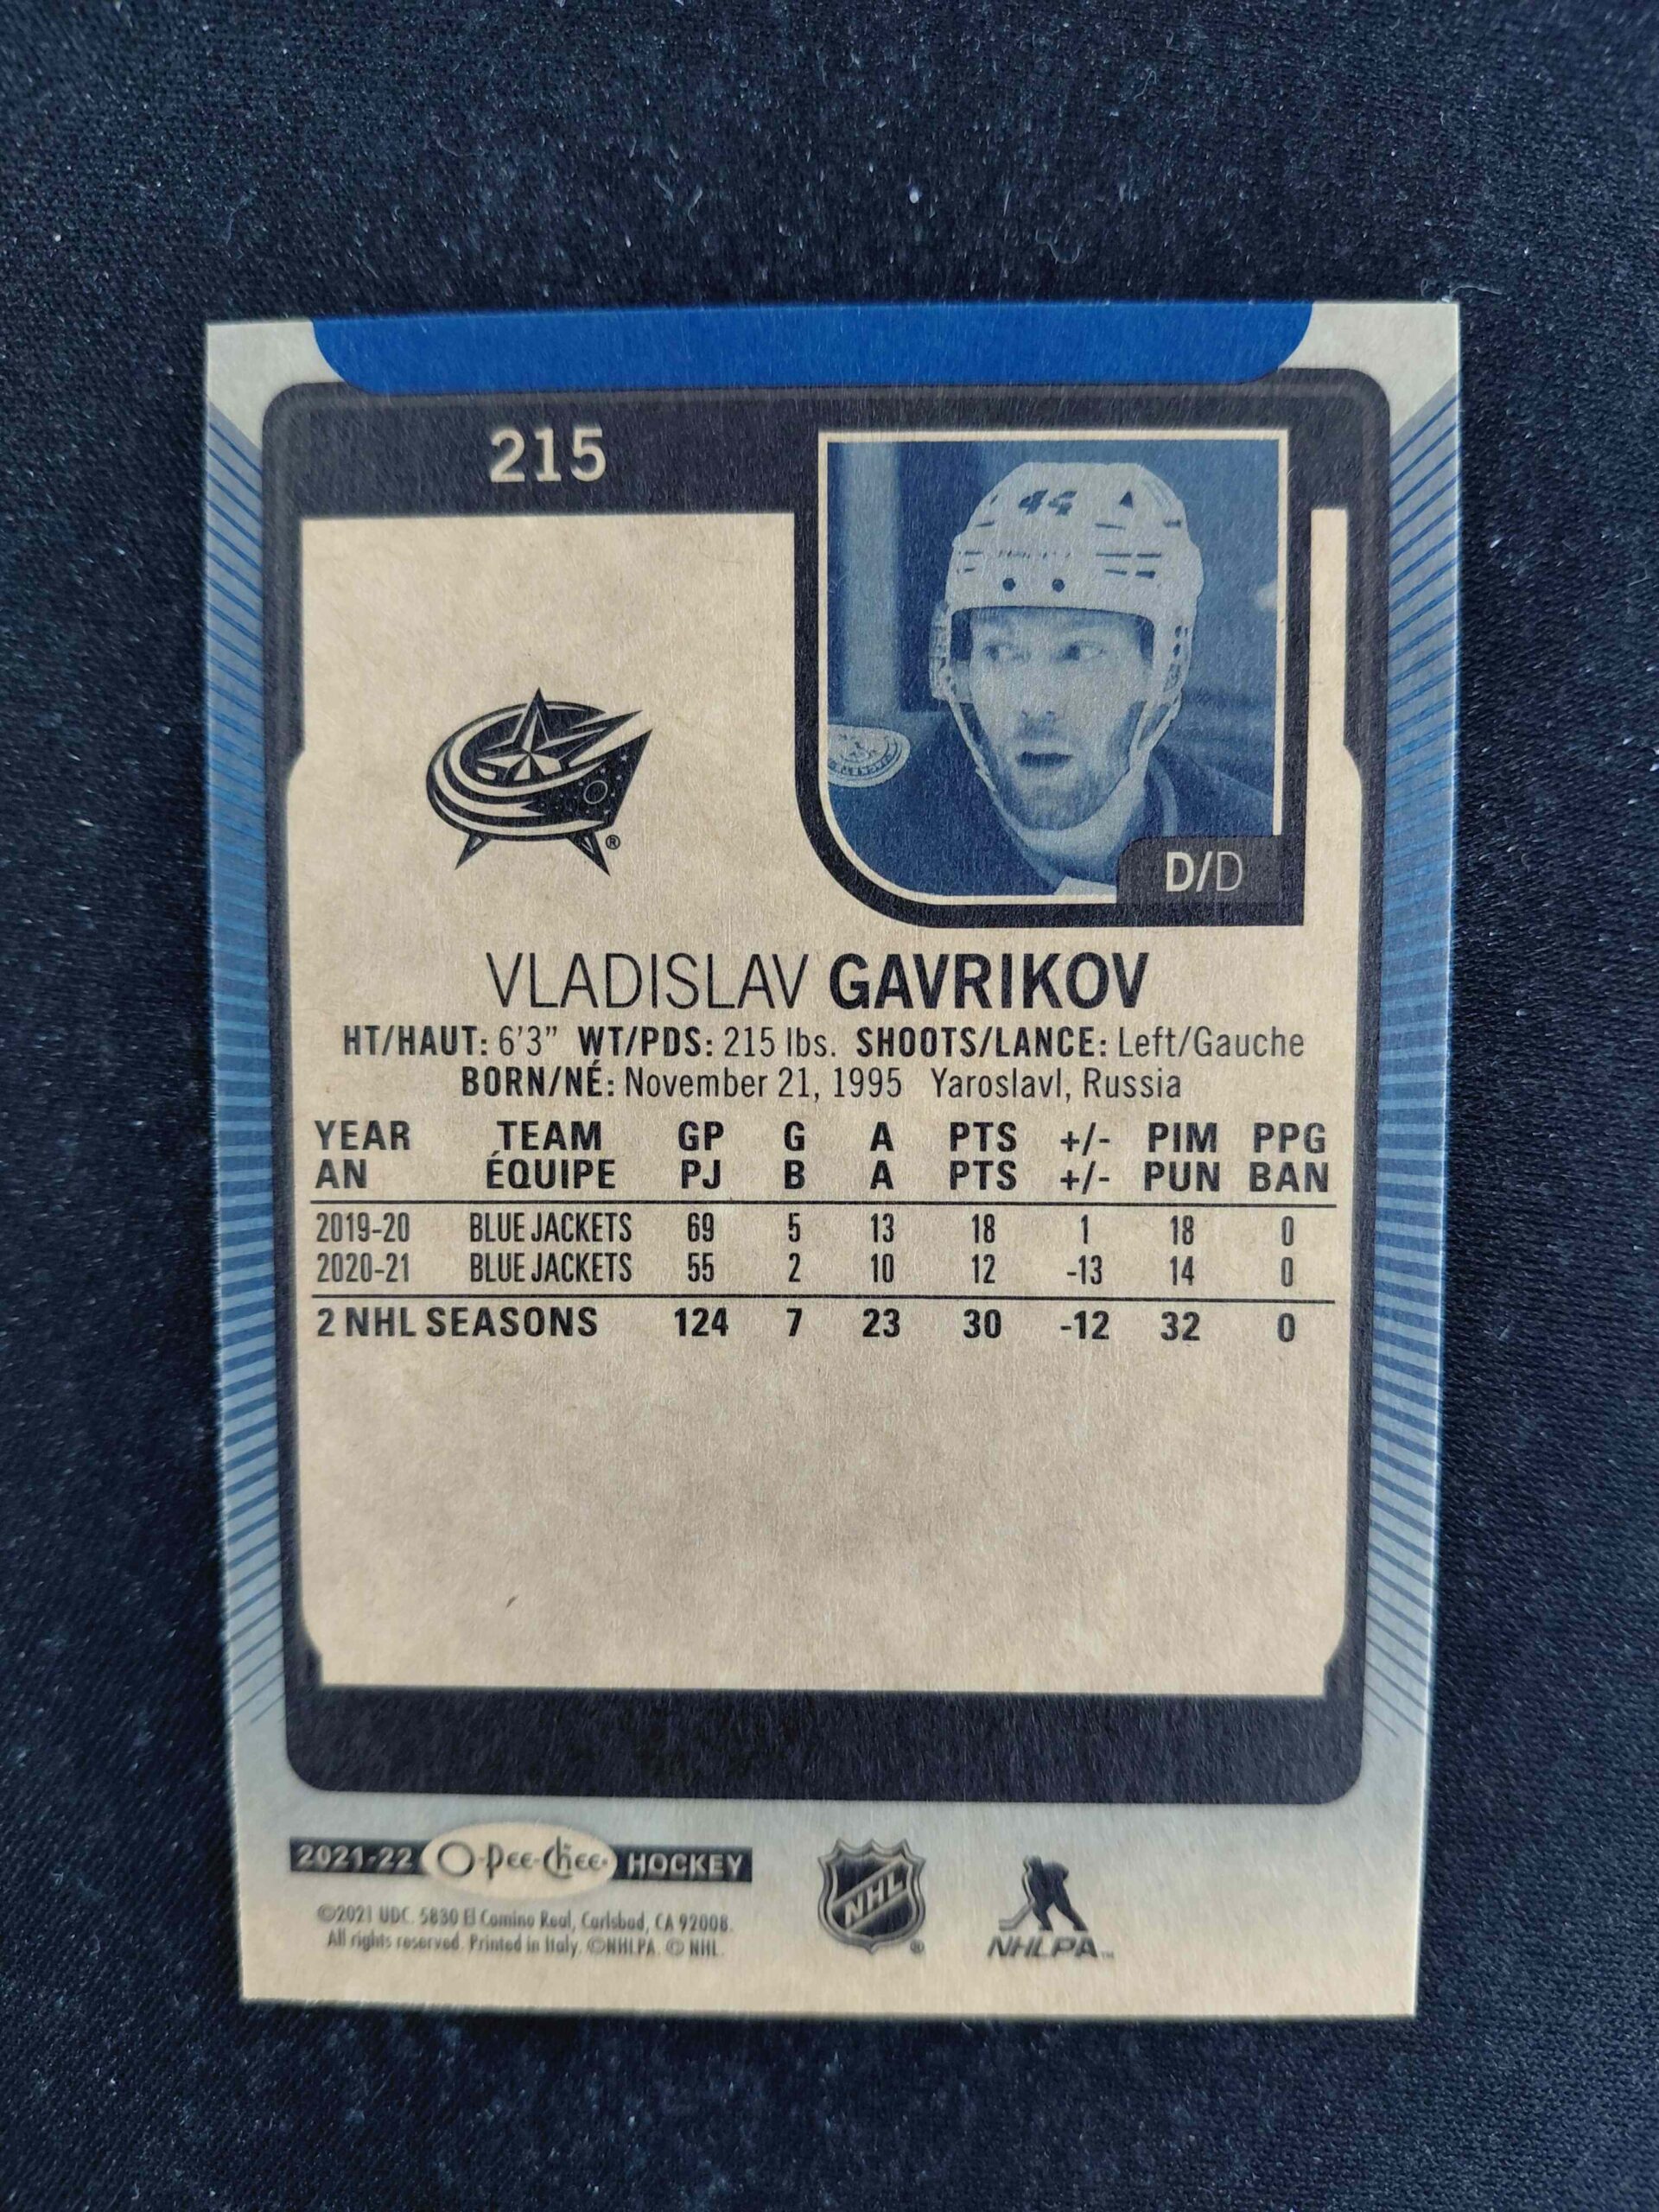 215
44
D/D
VLADISLAV GAVRIKOV
HT/HAUT: 6'3" WT/PDS: 215 lbs. SHOOTS/LANCE: Left/Gauche
BORN/NÉ: November 21, 1995 Yaroslavl, Russia
YEAR TEAM GP G A PTS +/- PIM PPG
AN ÉQUIPE PJ B A PTS +/- PUN BAN
2019-20 BLUE JACKETS 69 5 13 18 1 18 0
2020-21 BLUE JACKETS 55 2 10 12 -13 14 0
2 NHL SEASONS 124 7 23 30 -12 32 0
2021-22 O-Pee-Chee HOCKEY
©2021 UDC. 5830 El Camino Real, Carlsbad, CA 92008.
All rights reserved. Printed in Italy. ©NHLPA. © NHL.
NHL ®
NHLPA™